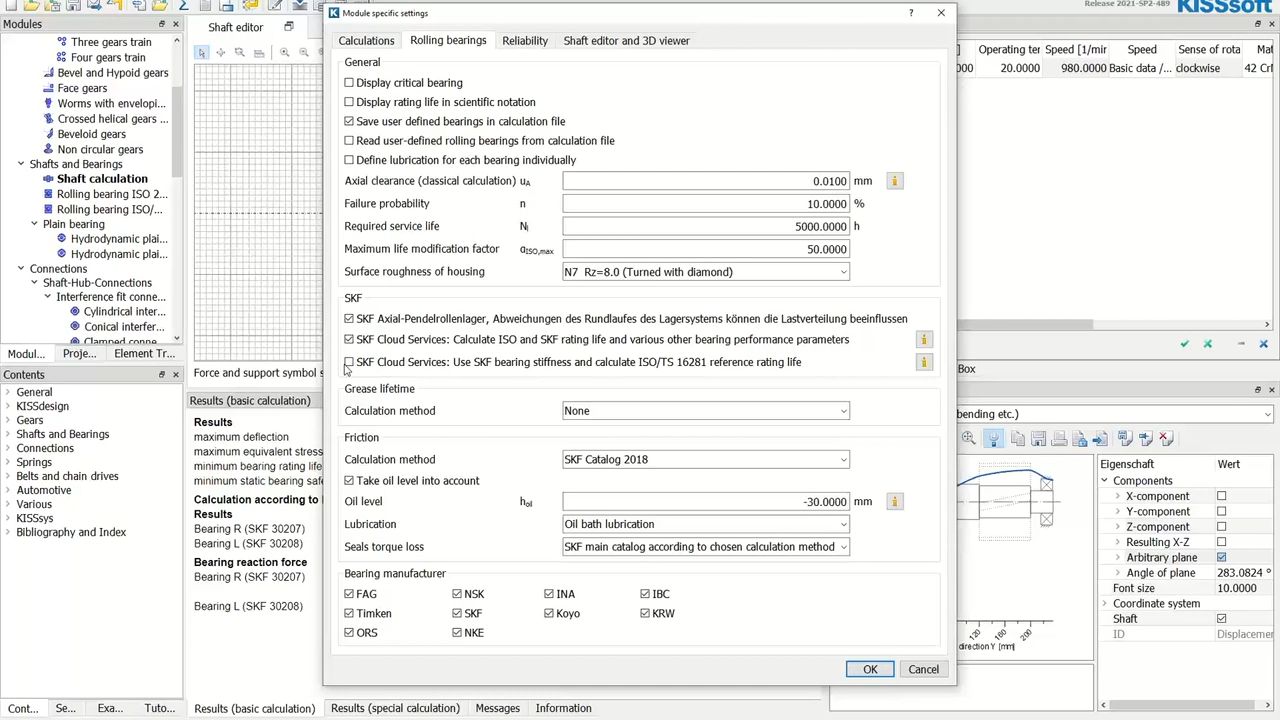 Release 2021-SP2-489
KISSsoft
Modules
Three gears train
Four gears train
Bevel and Hypoid gears
Face gears
Worms with envelopi...
Crossed helical gears ...
Beveloid gears
Non circular gears
Shafts and Bearings
Shaft calculation
Rolling bearing ISO 2...
Rolling bearing ISO/...
Plain bearing
Hydrodynamic plai...
Hydrodynamic plai...
Connections
Shaft-Hub-Connections
Interference fit conne...
Cylindrical inter...
Conical interfer...
Clamped conne...
Modul...
Proje...
Element Tr...
Contents
General
KISSdesign
Gears
Shafts and Bearings
Connections
Springs
Belts and chain drives
Automotive
Various
KISSsys
Bibliography and Index
Cont...
Se...
Exa...
Tuto...
Shaft editor
Force and support symbol s
Results (basic calculation)
Results
maximum deflection
maximum equivalent stress
minimum bearing rating life
minimum static bearing safe
Calculation according to
Results
Bearing R (SKF 30207)
Bearing L (SKF 30208)
Bearing reaction force
Bearing R (SKF 30207)
Bearing L (SKF 30208)
Results (basic calculation)
Results (special calculation)
Messages
Information
Module specific settings
?
Calculations
Rolling bearings
Reliability
Shaft editor and 3D viewer
General
Display critical bearing
Display rating life in scientific notation
Save user defined bearings in calculation file
Read user-defined rolling bearings from calculation file
Define lubrication for each bearing individually
Axial clearance (classical calculation) uA 0.0100 mm
Failure probability n 10.0000 %
Required service life Nl 5000.0000 h
Maximum life modification factor aISO,max 50.0000
Surface roughness of housing N7 Rz=8.0 (Turned with diamond)
SKF
SKF Axial-Pendelrollenlager, Abweichungen des Rundlaufes des Lagersystems können die Lastverteilung beeinflussen
SKF Cloud Services: Calculate ISO and SKF rating life and various other bearing performance parameters
SKF Cloud Services: Use SKF bearing stiffness and calculate ISO/TS 16281 reference rating life
Grease lifetime
Calculation method None
Friction
Calculation method SKF Catalog 2018
Take oil level into account
Oil level hoil -30.0000 mm
Lubrication Oil bath lubrication
Seals torque loss SKF main catalog according to chosen calculation method
Bearing manufacturer
FAG NSK INA IBC
Timken SKF Koyo KRW
ORS NKE
OK
Cancel
] Operating ter Speed [1/mir Speed Sense of rota Mat
000 20.0000 980.0000 Basic data /... clockwise 42 Crl
Box
bending etc.)
120 160 200
direction Y [mm]
Eigenschaft Wert
Components
X-component
Y-component
Z-component
Resulting X-Z
Arbitrary plane
Angle of plane 283.0824 °
Font size 10.0000
Coordinate system
Shaft
ID Displacemer